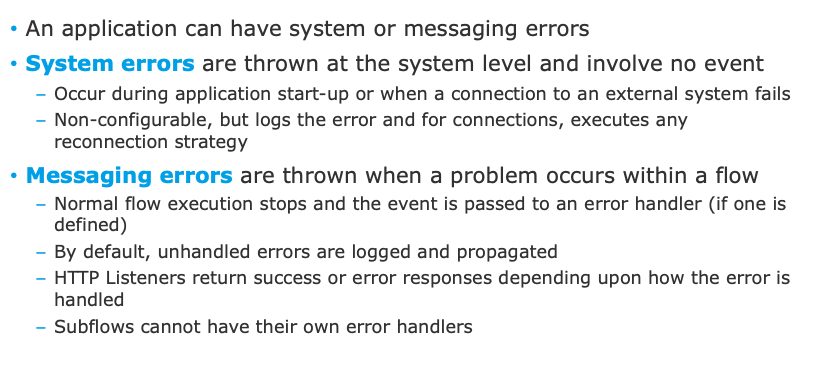 • An application can have system or messaging errors
• System errors are thrown at the system level and involve no event
– Occur during application start-up or when a connection to an external system fails
– Non-configurable, but logs the error and for connections, executes any
reconnection strategy
• Messaging errors are thrown when a problem occurs within a flow
– Normal flow execution stops and the event is passed to an error handler (if one is
defined)
– By default, unhandled errors are logged and propagated
– HTTP Listeners return success or error responses depending upon how the error is
handled
– Subflows cannot have their own error handlers